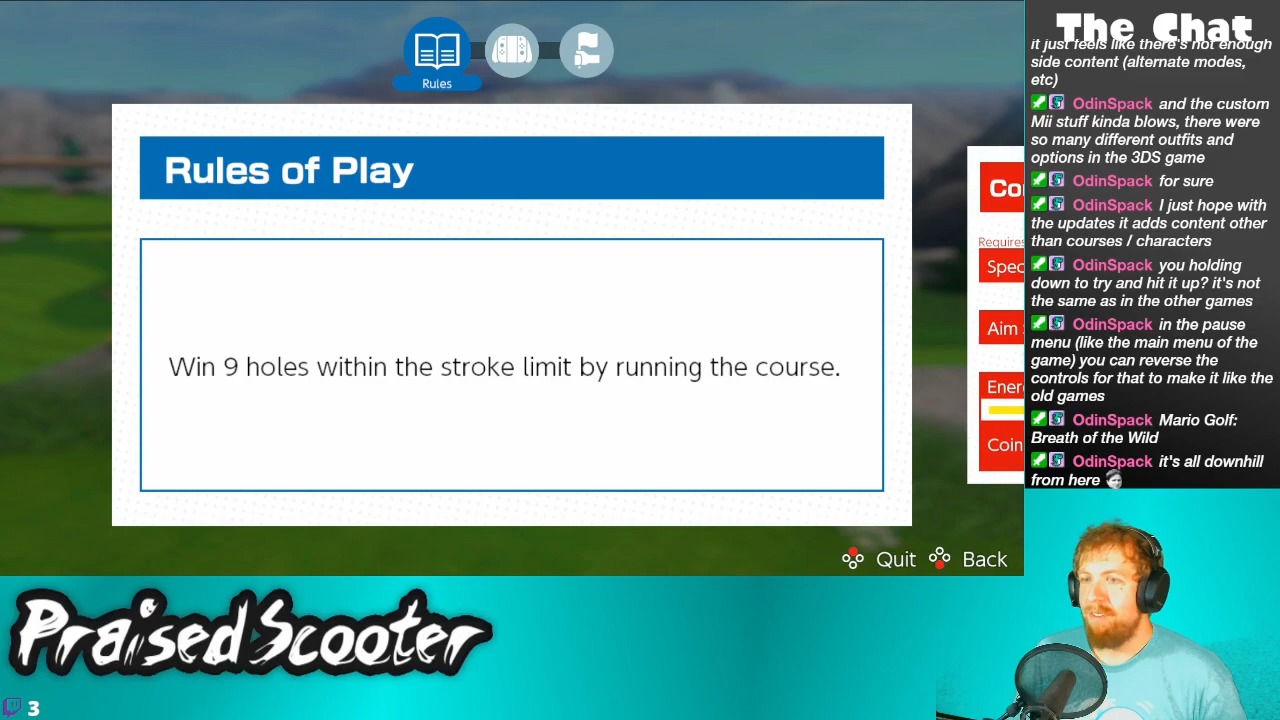 Rules
Rules of Play
Win 9 holes within the stroke limit by running the course.
Co
Requires
Spec
Aim
Ener
Coin
Quit
Back
The Chat
it just feels like there's not enough
side content (alternate modes,
etc)
OdinSpack and the custom
Mii stuff kinda blows, there were
so many different outfits and
options in the 3DS game
OdinSpack for sure
OdinSpack I just hope with
the updates it adds content other
than courses / characters
OdinSpack you holding
down to try and hit it up? it's not
the same as in the other games
OdinSpack in the pause
menu (like the main menu of the
game) you can reverse the
controls for that to make it like the
old games
OdinSpack Mario Golf:
Breath of the Wild
OdinSpack it's all downhill
from here
PraisedScooter
3